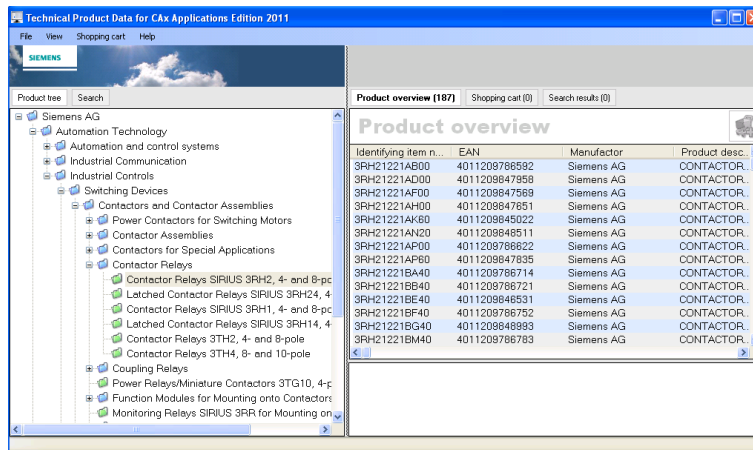 Technical Product Data for CAx Applications Edition 2011
File View Shopping cart Help
SIEMENS
Product tree Search
Siemens AG
Automation Technology
Automation and control systems
Industrial Communication
Industrial Controls
Switching Devices
Contactors and Contactor Assemblies
Power Contactors for Switching Motors
Contactor Assemblies
Contactors for Special Applications
Contactor Relays
Contactor Relays SIRIUS 3RH2, 4- and 8-po
Latched Contactor Relays SIRIUS 3RH24, 4-
Contactor Relays SIRIUS 3RH1, 4- and 8-pc
Latched Contactor Relays SIRIUS 3RH14, 4-
Contactor Relays 3TH2, 4- and 8-pole
Contactor Relays 3TH4, 8- and 10-pole
Coupling Relays
Power Relays/Miniature Contactors 3TG10, 4-p
Function Modules for Mounting onto Contactors
Monitoring Relays SIRIUS 3RR for Mounting on
Product overview (187) Shopping cart (0) Search results (0)
Product overview
Identifying item n... EAN Manufactor Product desc...
3RH21221AB00 4011209786592 Siemens AG CONTACTOR...
3RH21221AD00 4011209847958 Siemens AG CONTACTOR...
3RH21221AF00 4011209847569 Siemens AG CONTACTOR...
3RH21221AH00 4011209847651 Siemens AG CONTACTOR...
3RH21221AK60 4011209845022 Siemens AG CONTACTOR...
3RH21221AN20 4011209848511 Siemens AG CONTACTOR...
3RH21221AP00 4011209786622 Siemens AG CONTACTOR...
3RH21221AP60 4011209847835 Siemens AG CONTACTOR...
3RH21221BA40 4011209786714 Siemens AG CONTACTOR...
3RH21221BB40 4011209786721 Siemens AG CONTACTOR...
3RH21221BE40 4011209846531 Siemens AG CONTACTOR...
3RH21221BF40 4011209786752 Siemens AG CONTACTOR...
3RH21221BG40 4011209848993 Siemens AG CONTACTOR...
3RH21221BM40 4011209786783 Siemens AG CONTACTOR...